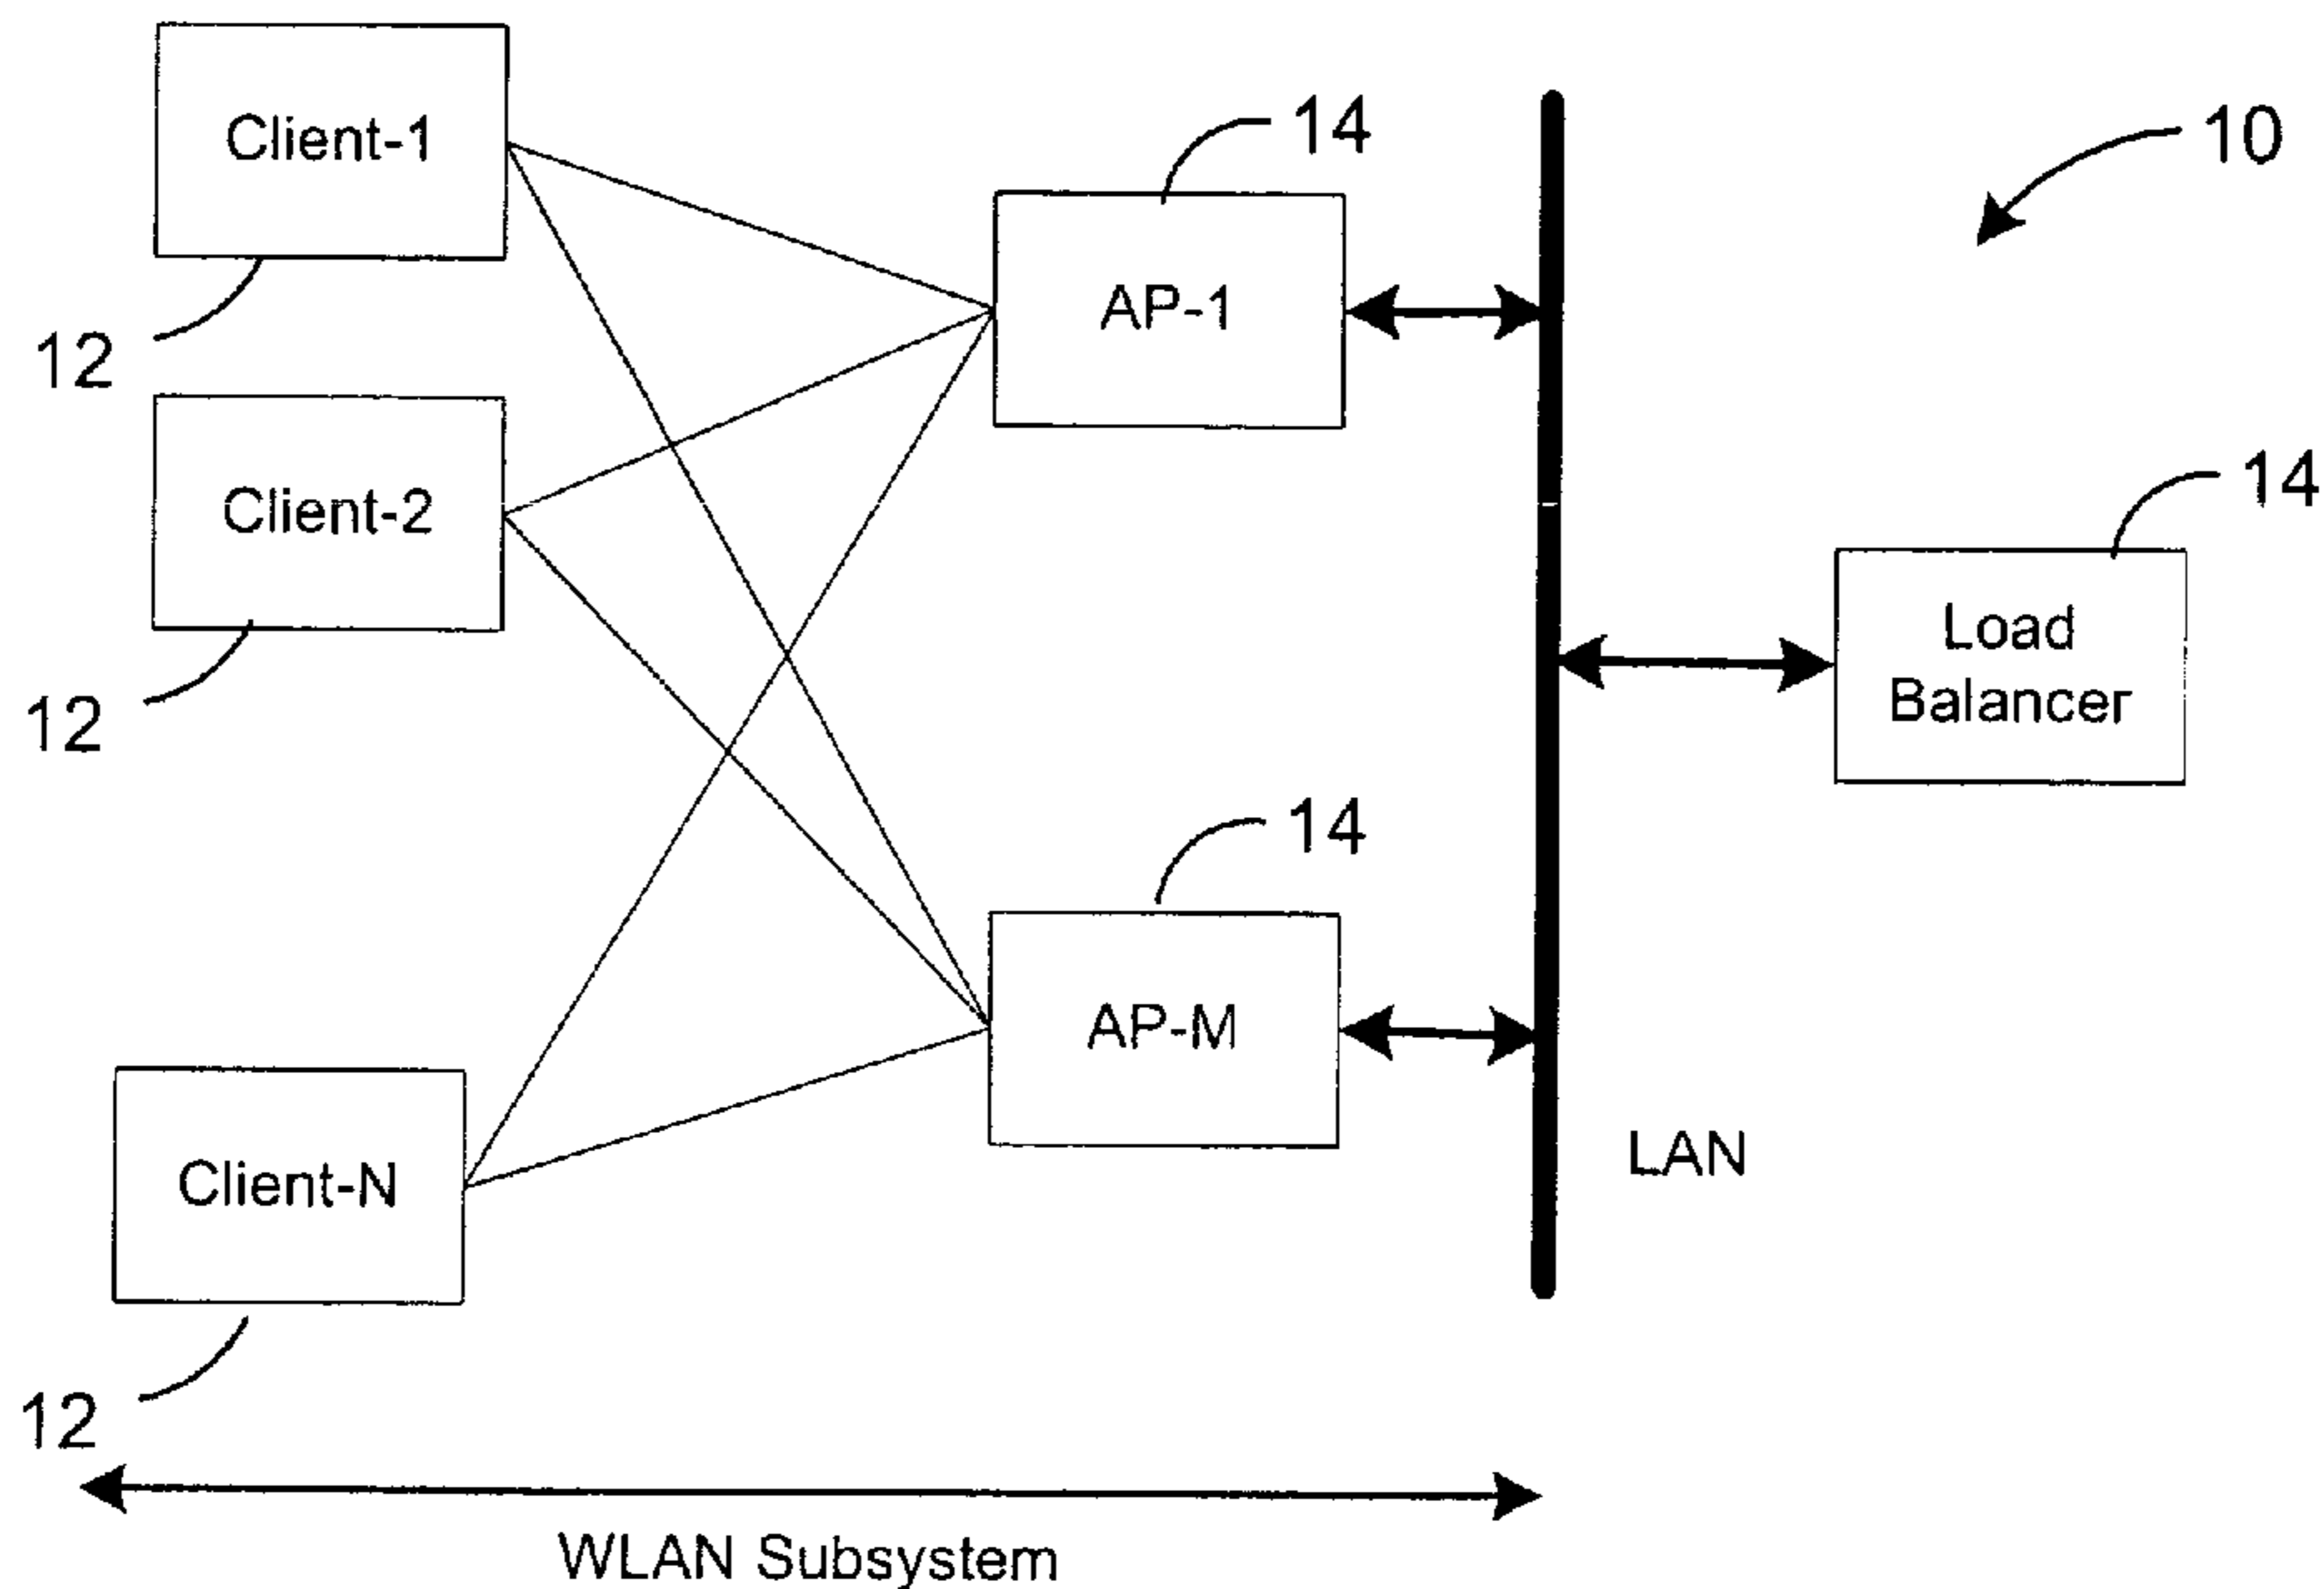 Client-1
12
Client-2
12
Client-N
12
14
AP-1
14
AP-M
10
14
Load
Balancer
LAN
WLAN Subsystem